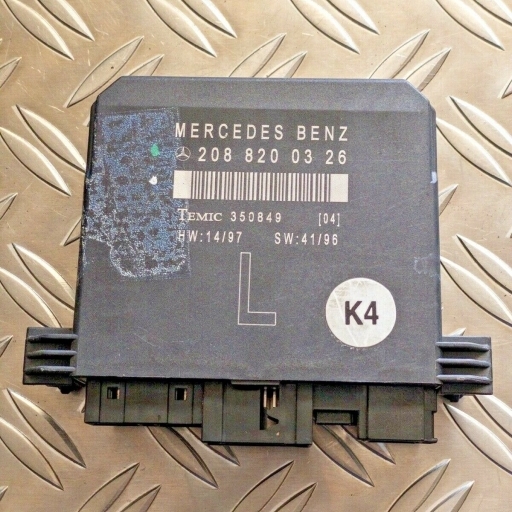 MERCEDES BENZ
208 820 03 26
TEMIC 350849 [04]
HW:14/97 SW:41/96
L
K4